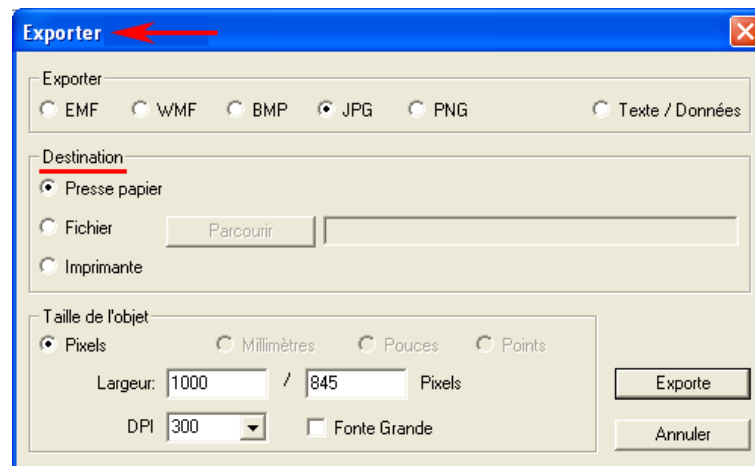 Exporter
Exporter
EMF WMF BMP JPG PNG Texte / Données
Destination
Presse papier
Fichier Parcourir
Imprimante
Taille de l'objet
Pixels Millimètres Pouces Points
Largeur: 1000 / 845 Pixels Exporte
DPI 300 Fonte Grande Annuler